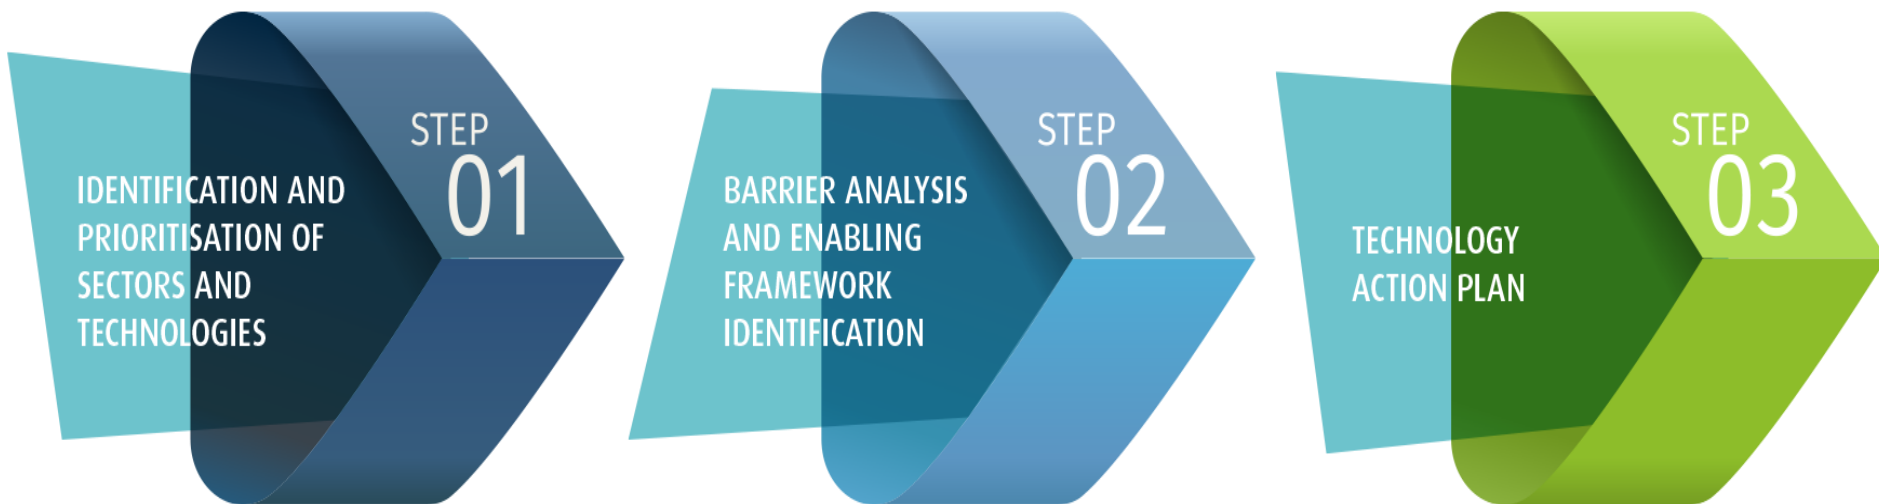 STEP
01
IDENTIFICATION AND
PRIORITISATION OF
SECTORS AND
TECHNOLOGIES
STEP
02
BARRIER ANALYSIS
AND ENABLING
FRAMEWORK
IDENTIFICATION
STEP
03
TECHNOLOGY
ACTION PLAN